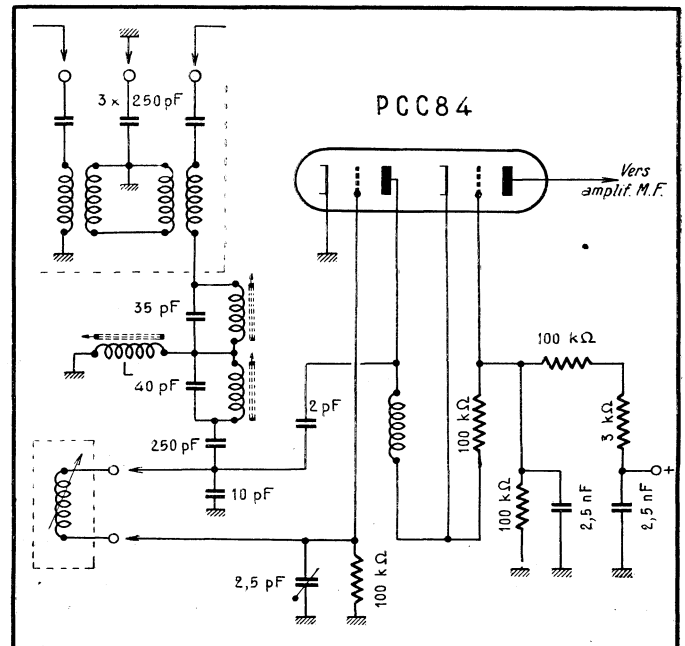 3 x 250 pF
PCC84
Vers
amplif. M.F.
35 pF
L
40 pF
100 kΩ
2 pF
100 kΩ
3 kΩ
250 pF
+
10 pF
100 kΩ
2,5 nF
2,5 nF
2,5 pF
100 kΩ